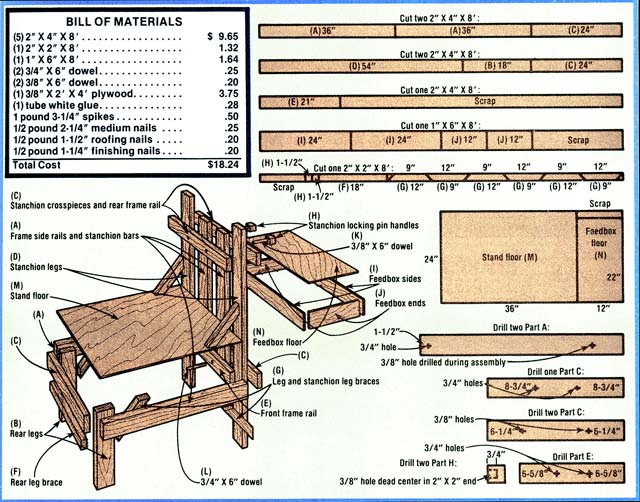 BILL OF MATERIALS
(5) 2" X 4" X 8' ................ $ 9.65
(1) 2" X 2" X 8' ................ 1.32
(1) 1" X 6" X 8' ................ 1.64
(2) 3/4" X 6" dowel ............. .25
(2) 3/8" X 6" dowel ............. .20
(1) 3/8" X 2' X 4' plywood ....... 3.75
(1) tube white glue .............. .28
1 pound 3-1/4" spikes ............ .50
1/2 pound 2-1/4" medium nails .... .25
1/2 pound 1-1/2" roofing nails ... .20
1/2 pound 1-1/4" finishing nails .... .20
Total Cost $18.24
Cut two 2" X 4" X 8':
(A) 36" (A) 36" (C) 24"
Cut two 2" X 4" X 8':
(D) 54" (B) 18" (C) 24"
Cut one 2" X 4" X 8':
(E) 21" Scrap
Cut one 1" X 6" X 8':
(I) 24" (I) 24" (J) 12" (J) 12" Scrap
(H) 1-1/2" Cut one 2" X 2" X 8': 9" 12" 9" 12"
Scrap (F) 18" (G) 12" (G) 9" (G) 12" (G) 9"
(H) 1-1/2"
(C)
Stanchion crosspieces and rear frame rail
(A)
Frame side rails and stanchion bars
(D)
Stanchion legs
(M)
Stand floor
(A)
(C)
(B)
Rear legs
(F)
Rear leg brace
(H)
Stanchion locking pin handles
(K)
3/8" X 6" dowel
(I)
Feedbox sides
(J)
Feedbox ends
(N)
Feedbox floor
(C)
(G)
Leg and stanchion leg braces
(E)
Front frame rail
(L)
3/4" X 6" dowel
Scrap
24"
Stand floor (M)
Feedbox
floor
(N)
22"
36" 12"
Drill two Part A:
1-1/2"
3/4" hole
3/8" hole drilled during assembly
Drill one Part C:
3/4" holes
8-3/4" 8-3/4"
Drill two Part C:
3/8" holes
6-1/4" 6-1/4"
3/4" holes
Drill two Part H: 3/4" Drill Part E:
3/8" hole dead center in 2" X 2" end
6-5/8" 6-5/8"